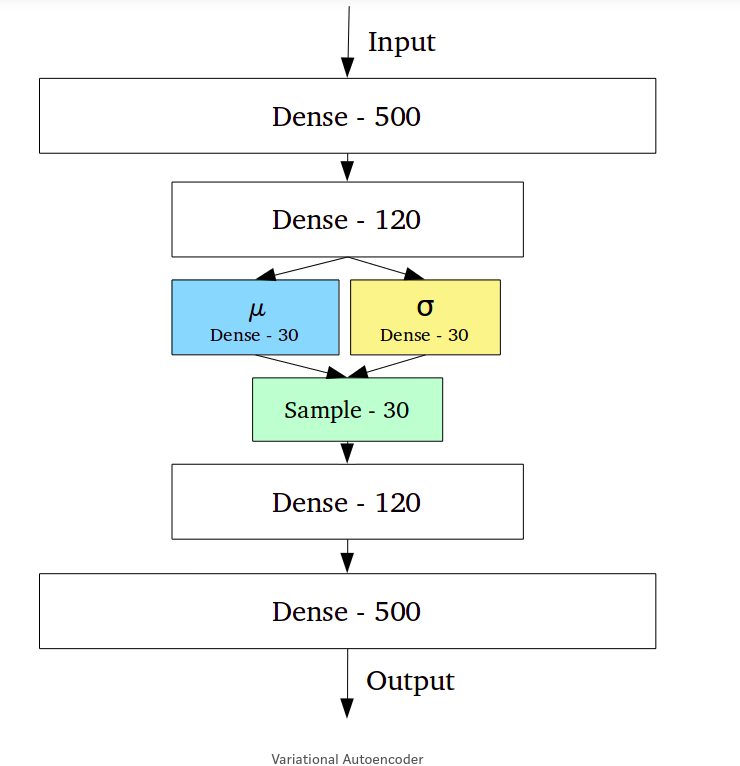 Input
Dense - 500
Dense - 120
μ
Dense - 30
σ
Dense - 30
Sample - 30
Dense - 120
Dense - 500
Output
Variational Autoencoder